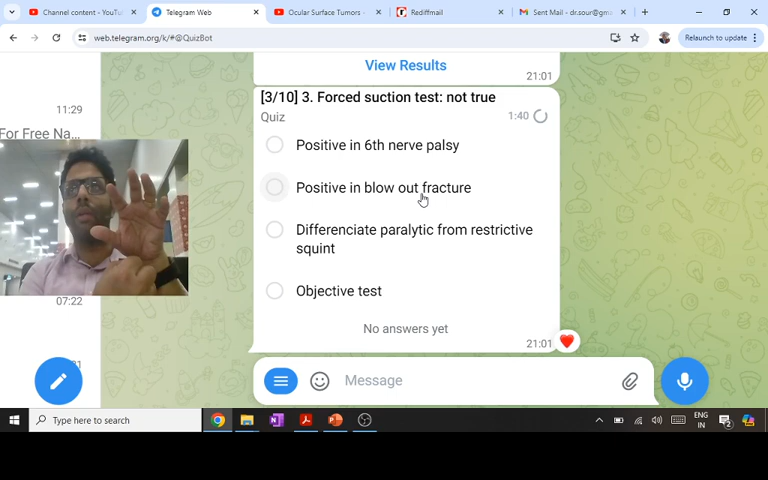 Channel content - YouTu
Telegram Web
Ocular Surface Tumors -
Rediffmail
Sent Mail - dr.sour@gma
web.telegram.org/k/#@QuizBot
Relaunch to update
11:29
For Free Na...
07:22
View Results
21:01
[3/10] 3. Forced suction test: not true
Quiz
1:40
Positive in 6th nerve palsy
Positive in blow out fracture
Differenciate paralytic from restrictive
squint
Objective test
No answers yet
21:01
Message
Type here to search
ENG
IN
2